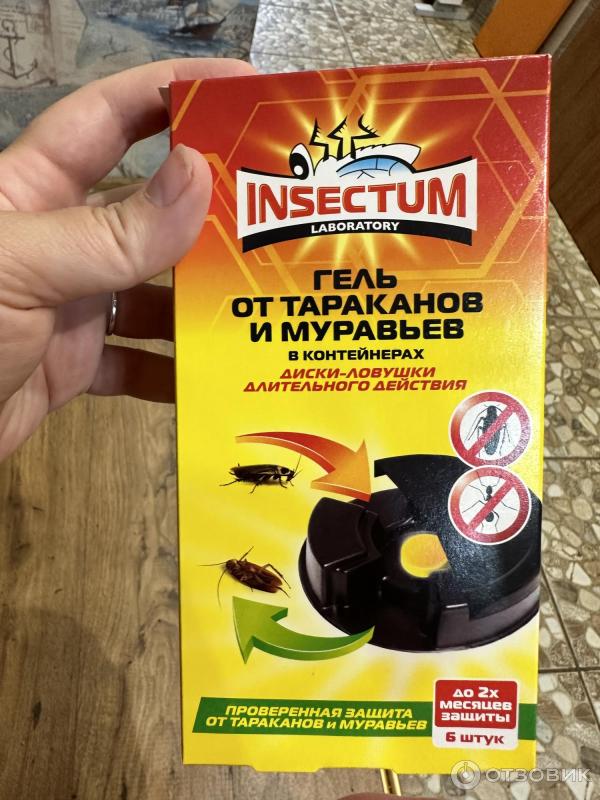 INSECTUM
LABORATORY
ГЕЛЬ
ОТ ТАРАКАНОВ
И МУРАВЬЕВ
В КОНТЕЙНЕРАХ
ДИСКИ-ЛОВУШКИ
ДЛИТЕЛЬНОГО ДЕЙСТВИЯ
ПРОВЕРЕННАЯ ЗАЩИТА
ОТ ТАРАКАНОВ И МУРАВЬЕВ
ДО 2Х
МЕСЯЦЕВ
ЗАЩИТЫ
6 ШТУК
ОТЗОВИК